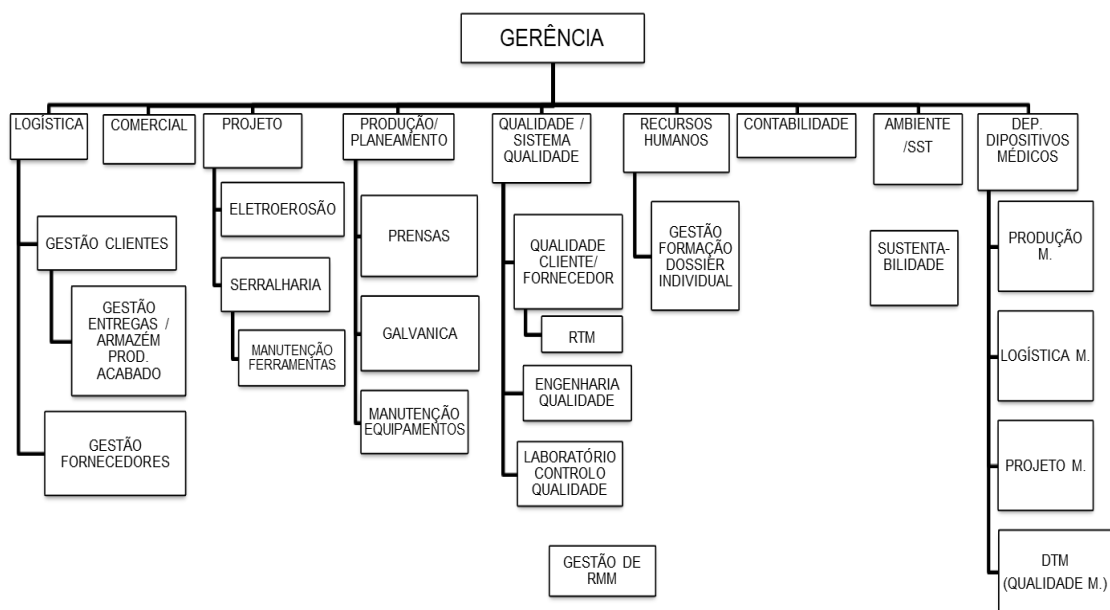 GERÊNCIA
LOGÍSTICA
COMERCIAL
PROJETO
PRODUÇÃO/
PLANEAMENTO
QUALIDADE /
SISTEMA
QUALIDADE
RECURSOS
HUMANOS
CONTABILIDADE
AMBIENTE
/SST
DEP.
DIPOSITIVOS
MÉDICOS
GESTÃO CLIENTES
GESTÃO
ENTREGAS /
ARMAZÉM
PROD.
ACABADO
GESTÃO
FORNECEDORES
ELETROEROSÃO
SERRALHARIA
MANUTENÇÃO
FERRAMENTAS
PRENSAS
GALVANICA
MANUTENÇÃO
EQUIPAMENTOS
QUALIDADE
CLIENTE/
FORNECEDOR
RTM
ENGENHARIA
QUALIDADE
LABORATÓRIO
CONTROLO
QUALIDADE
GESTÃO DE
RMM
GESTÃO
FORMAÇÃO
DOSSIER
INDIVIDUAL
SUSTENTA-
BILIDADE
PRODUÇÃO
M.
LOGÍSTICA M.
PROJETO M.
DTM
(QUALIDADE M.)